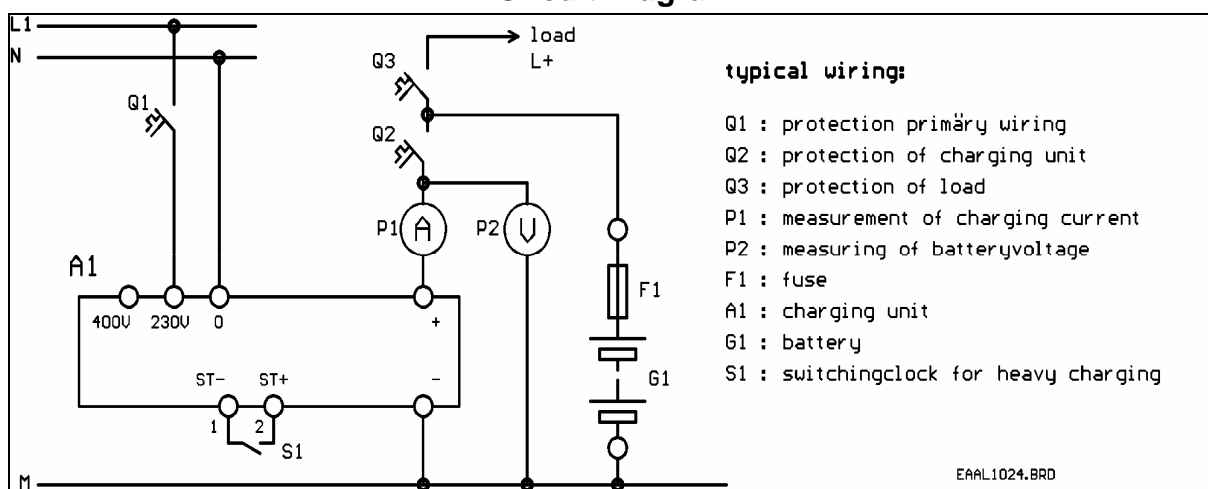 L1
N
load
L+
Q3
Q1
Q2
P1
A
P2
V
A1
400V
230V
0
+
F1
ST-
ST+
-
G1
1
2
S1
M
typical wiring:
Q1 : protection primäry wiring
Q2 : protection of charging unit
Q3 : protection of load
P1 : measurement of charging current
P2 : measuring of batteryvoltage
F1 : fuse
A1 : charging unit
G1 : battery
S1 : switchingclock for heavy charging
EAAL1024.BRD